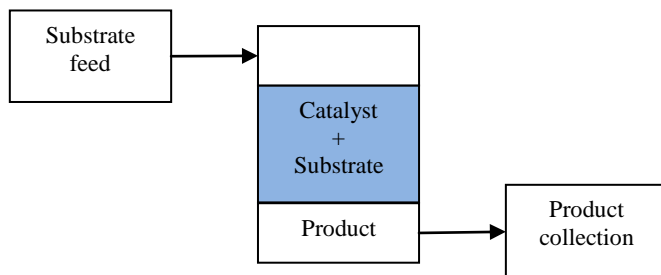 Substrate
feed
Catalyst
+
Substrate
Product
Product
collection